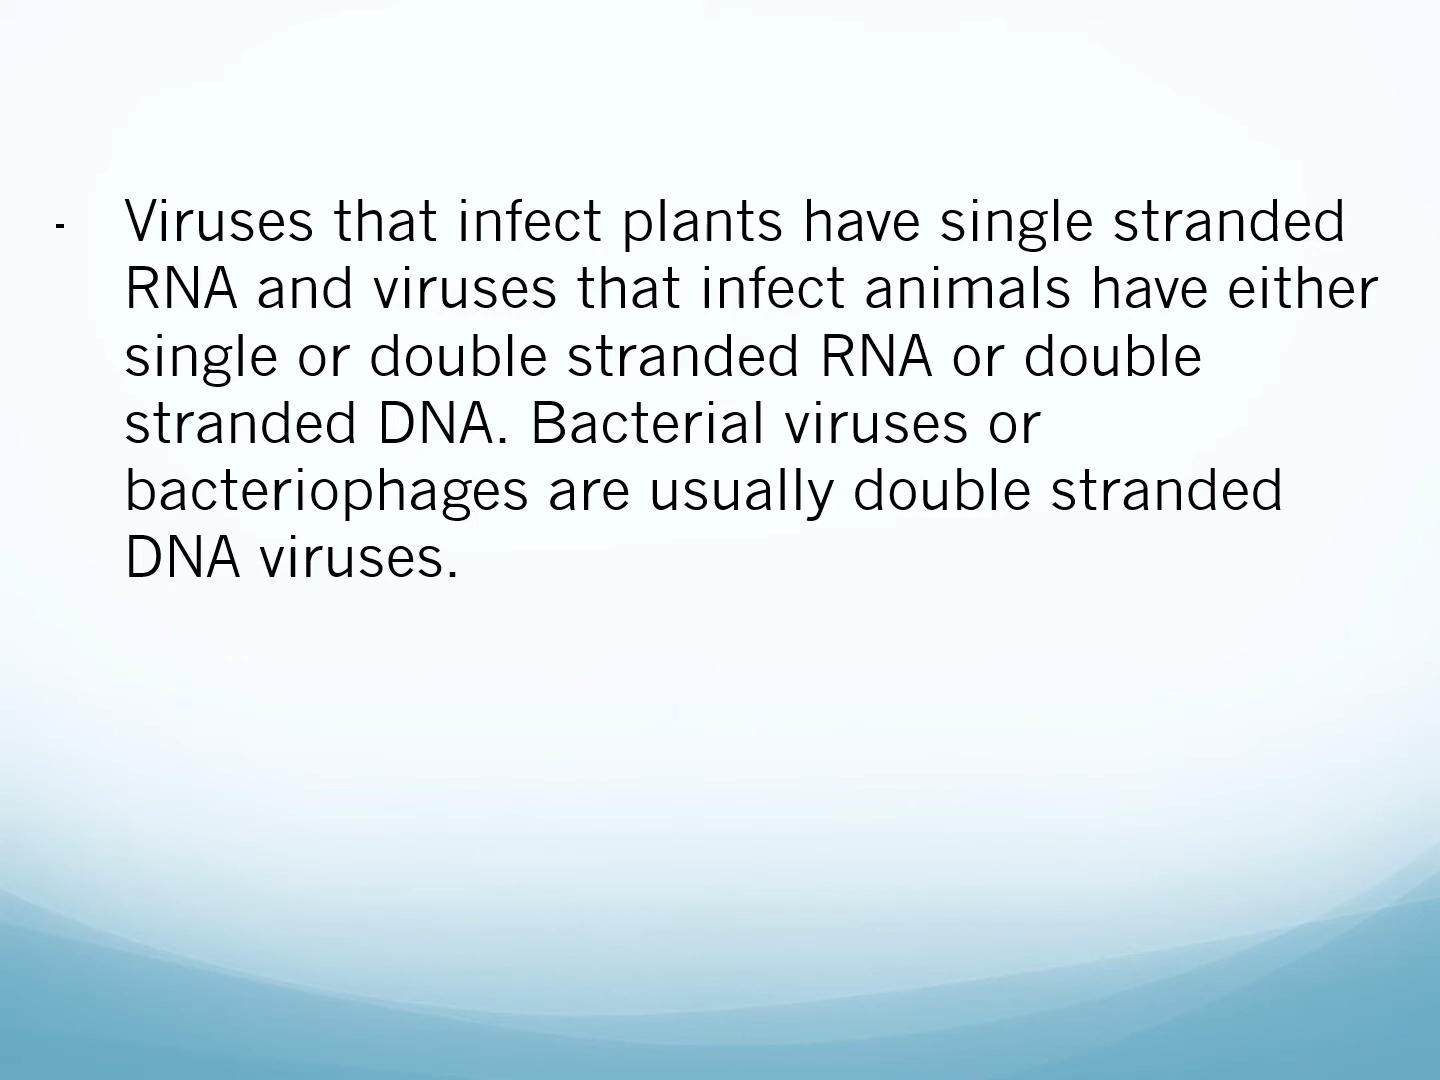 - Viruses that infect plants have single stranded
RNA and viruses that infect animals have either
single or double stranded RNA or double
stranded DNA. Bacterial viruses or
bacteriophages are usually double stranded
DNA viruses.